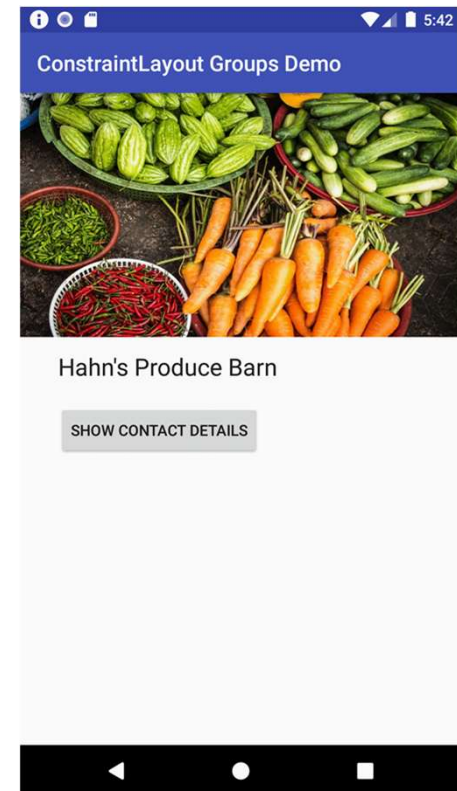 5:42
ConstraintLayout Groups Demo
Hahn's Produce Barn
SHOW CONTACT DETAILS